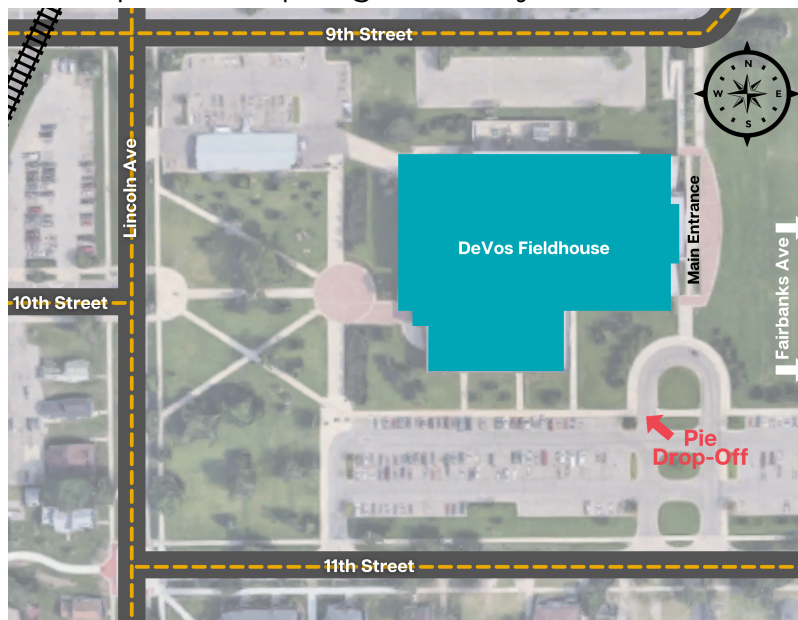 9th Street
N
W
E
S
Lincoln Ave
Main Entrance
DeVos Fieldhouse
Fairbanks Ave
10th Street
Pie
Drop-Off
11th Street